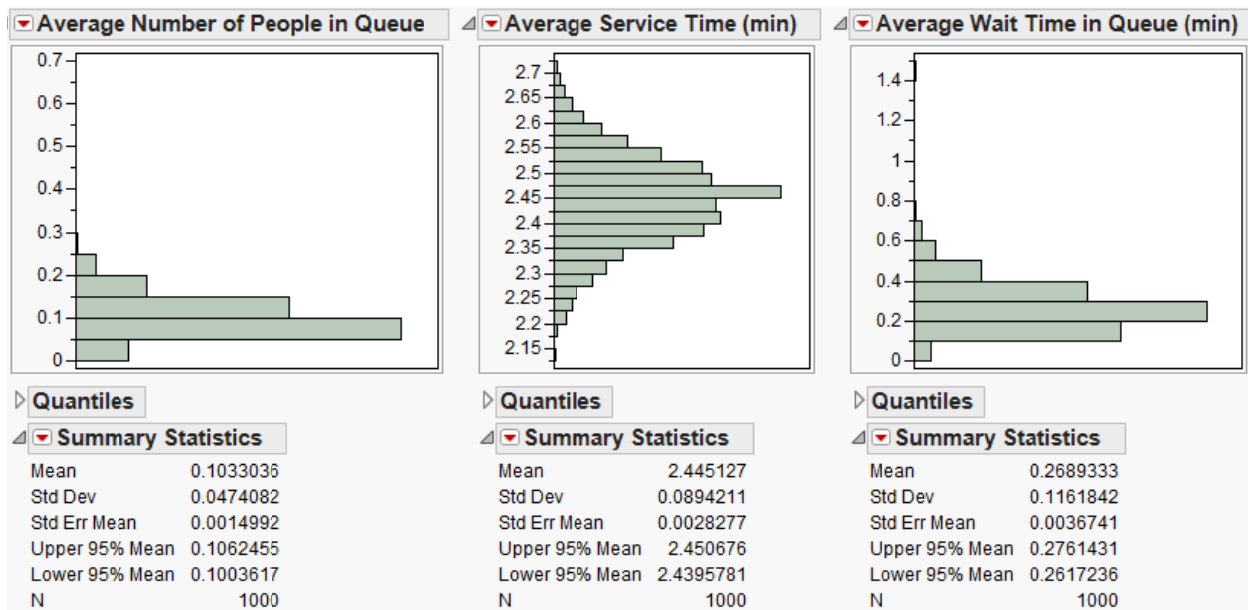 Average Number of People in Queue
0.7
0.6
0.5
0.4
0.3
0.2
0.1
0
Quantiles
Summary Statistics
Mean 0.1033036
Std Dev 0.0474082
Std Err Mean 0.0014992
Upper 95% Mean 0.1062455
Lower 95% Mean 0.1003617
N 1000
Average Service Time (min)
2.7
2.65
2.6
2.55
2.5
2.45
2.4
2.35
2.3
2.25
2.2
2.15
Quantiles
Summary Statistics
Mean 2.445127
Std Dev 0.0894211
Std Err Mean 0.0028277
Upper 95% Mean 2.450676
Lower 95% Mean 2.4395781
N 1000
Average Wait Time in Queue (min)
1.4
1.2
1
0.8
0.6
0.4
0.2
0
Quantiles
Summary Statistics
Mean 0.2689333
Std Dev 0.1161842
Std Err Mean 0.0036741
Upper 95% Mean 0.2761431
Lower 95% Mean 0.2617236
N 1000